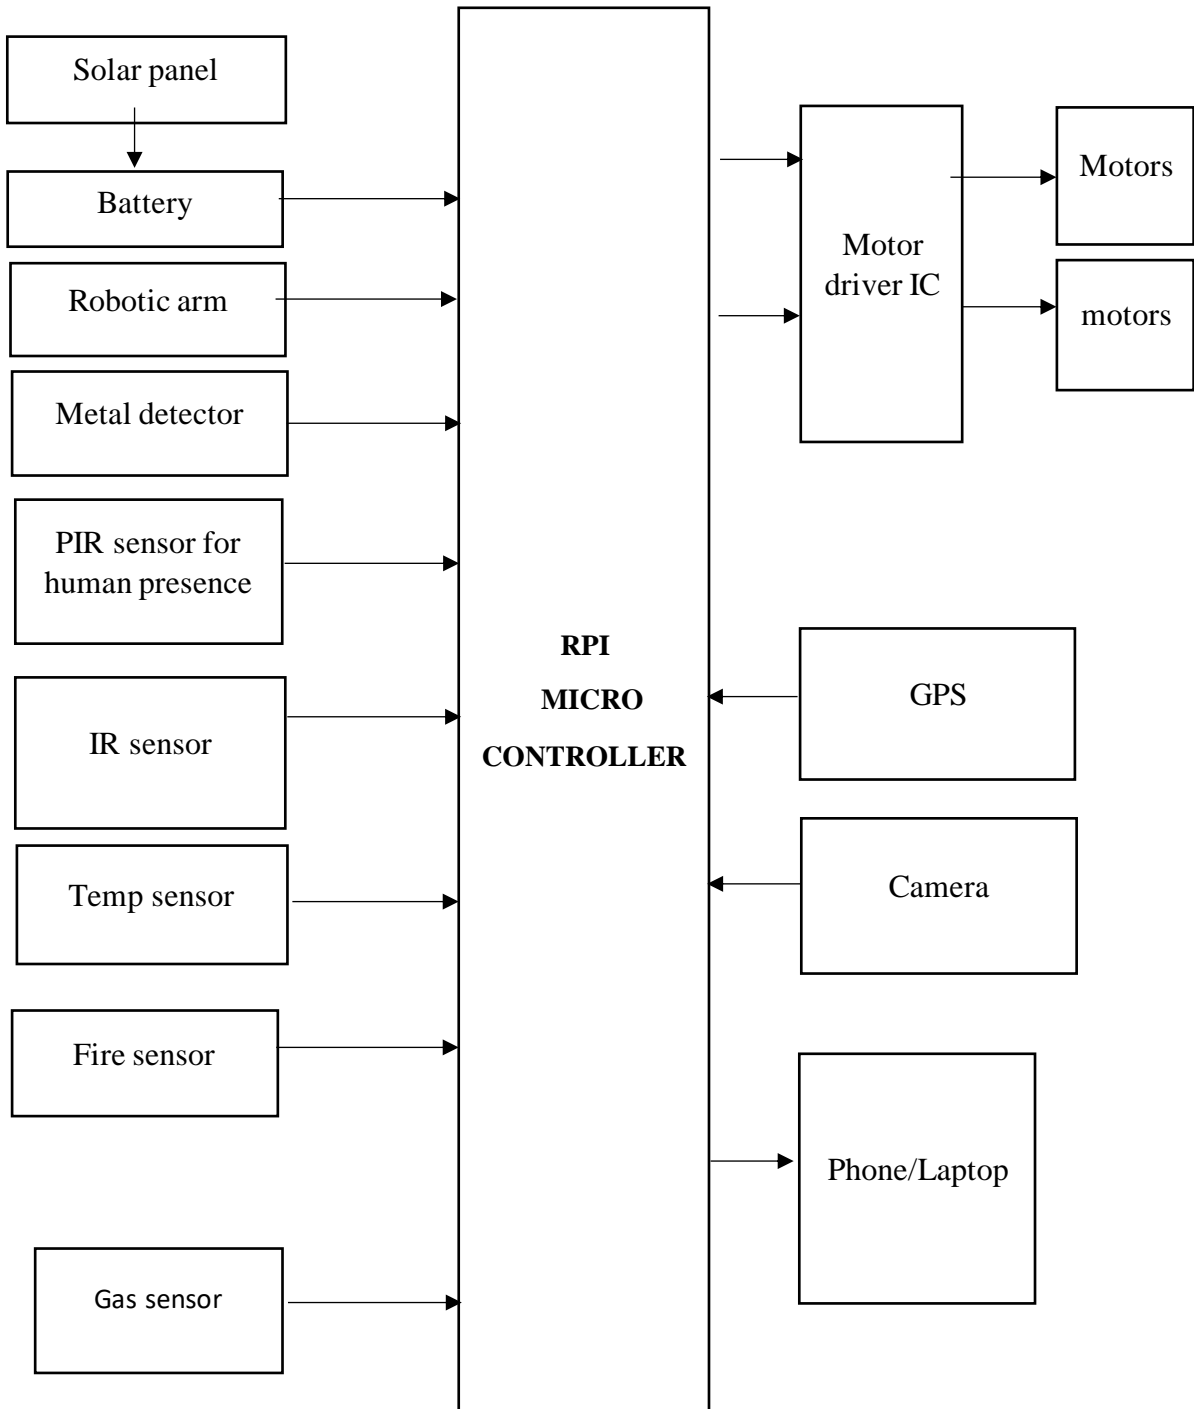 Solar panel
Battery
Robotic arm
Metal detector
PIR sensor for
human presence
IR sensor
Temp sensor
Fire sensor
Gas sensor
RPI
MICRO
CONTROLLER
Motor
driver IC
Motors
motors
GPS
Camera
Phone/Laptop